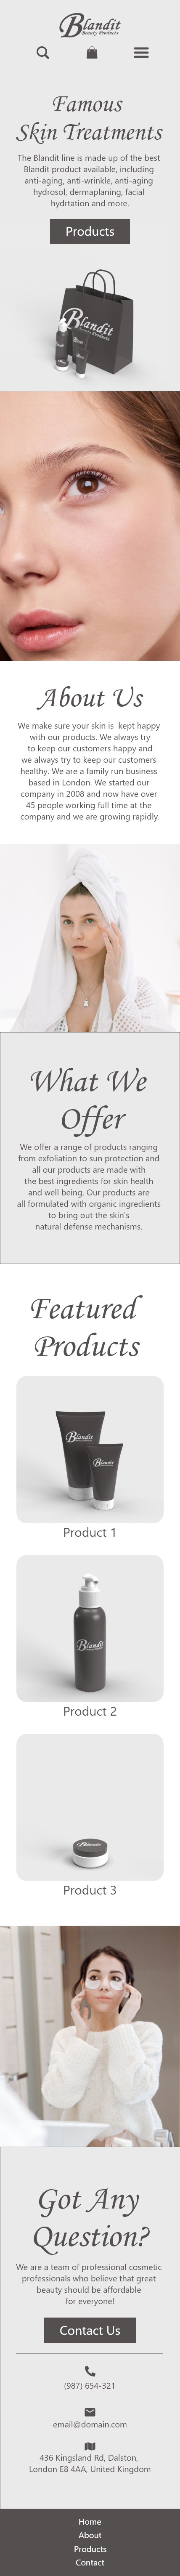 Blandit
Beauty Products
Famous
Skin Treatments
The Blandit line is made up of the best
Blandit product available, including
anti-aging, anti-wrinkle, anti-aging
hydrosol, dermaplaning, facial
hydrtation and more.
Products
Blandit
Beauty Products
About Us
We make sure your skin is kept happy
with our products. We always try
to keep our customers happy and
we always try to keep our customers
healthy. We are a family run business
based in London. We started our
company in 2008 and now have over
45 people working full time at the
company and we are growing rapidly.
What We
Offer
We offer a range of products ranging
from exfoliation to sun protection and
all our products are made with
the best ingredients for skin health
and well being. Our products are
all formulated with organic ingredients
to bring out the skin's
natural defense mechanisms.
Featured
Products
Blandit
Blandit
Product 1
Blandit
Product 2
Blandit
Product 3
Got Any
Question?
We are a team of professional cosmetic
professionals who believe that great
beauty should be affordable
for everyone!
Contact Us
(987) 654-321
email@domain.com
436 Kingsland Rd, Dalston,
London E8 4AA, United Kingdom
Home
About
Products
Contact